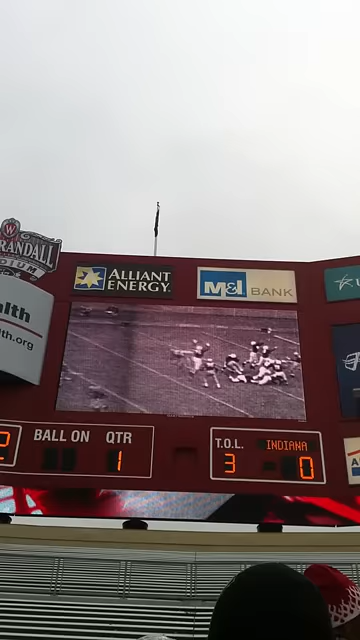 W
RANDALL
DIUM
ALLIANT
ENERGY
M&I BANK
alth
lth.org
BALL ON QTR
1
T.O.L. INDIANA
3 0